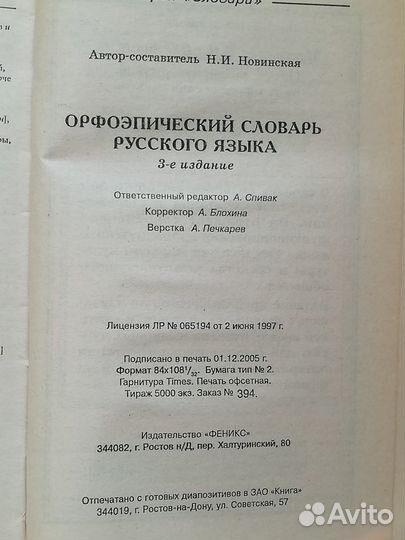 «Словари»
Автор-составитель Н.И. Новинская
ОРФОЭПИЧЕСКИЙ СЛОВАРЬ
РУССКОГО ЯЗЫКА
3-е издание
Ответственный редактор А. Спивак
Корректор А. Блохина
Верстка А. Печкарев
Лицензия ЛР № 065194 от 2 июня 1997 г.
Подписано в печать 01.12.2005 г.
Формат 84х108¹/₃₂. Бумага тип № 2.
Гарнитура Times. Печать офсетная.
Тираж 5000 экз. Заказ № 394.
Издательство «ФЕНИКС»
344082, г. Ростов н/Д, пер. Халтуринский, 80
Отпечатано с готовых диапозитивов в ЗАО «Книга»
344019, г. Ростов-на-Дону, ул. Советская, 57
Avito